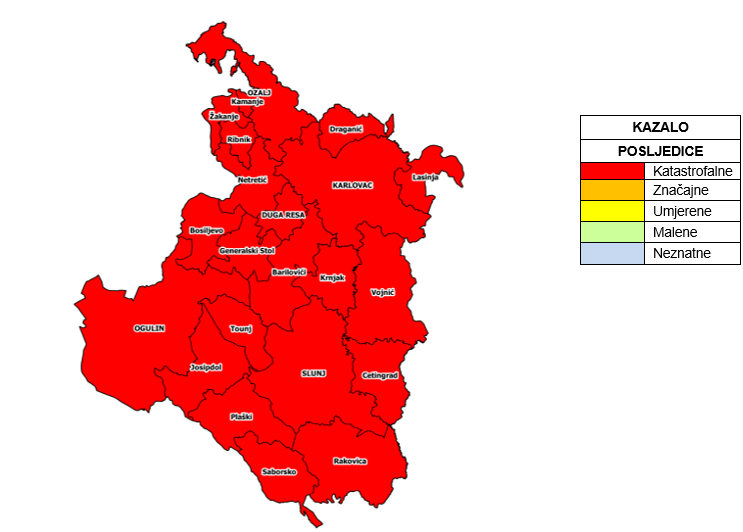 OZALJ
Kamanje
Žakanje
Ribnik
Draganić
Netretić
KARLOVAC
Lasinja
DUGA RESA
Bosiljevo
Generalski Stol
Barilovići
Krnjak
Vojnić
OGULIN
Tounj
Josipdol
SLUNJ
Cetingrad
Plaški
Saborsko
Rakovica
KAZALO
POSLJEDICE
Katastrofalne
Značajne
Umjerene
Malene
Neznatne